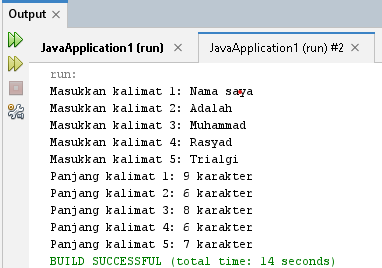 Output
JavaApplication1 (run)
JavaApplication1 (run) #2
run:
Masukkan kalimat 1: Nama saya
Masukkan kalimat 2: Adalah
Masukkan kalimat 3: Muhammad
Masukkan kalimat 4: Rasyad
Masukkan kalimat 5: Trialgi
Panjang kalimat 1: 9 karakter
Panjang kalimat 2: 6 karakter
Panjang kalimat 3: 8 karakter
Panjang kalimat 4: 6 karakter
Panjang kalimat 5: 7 karakter
BUILD SUCCESSFUL (total time: 14 seconds)